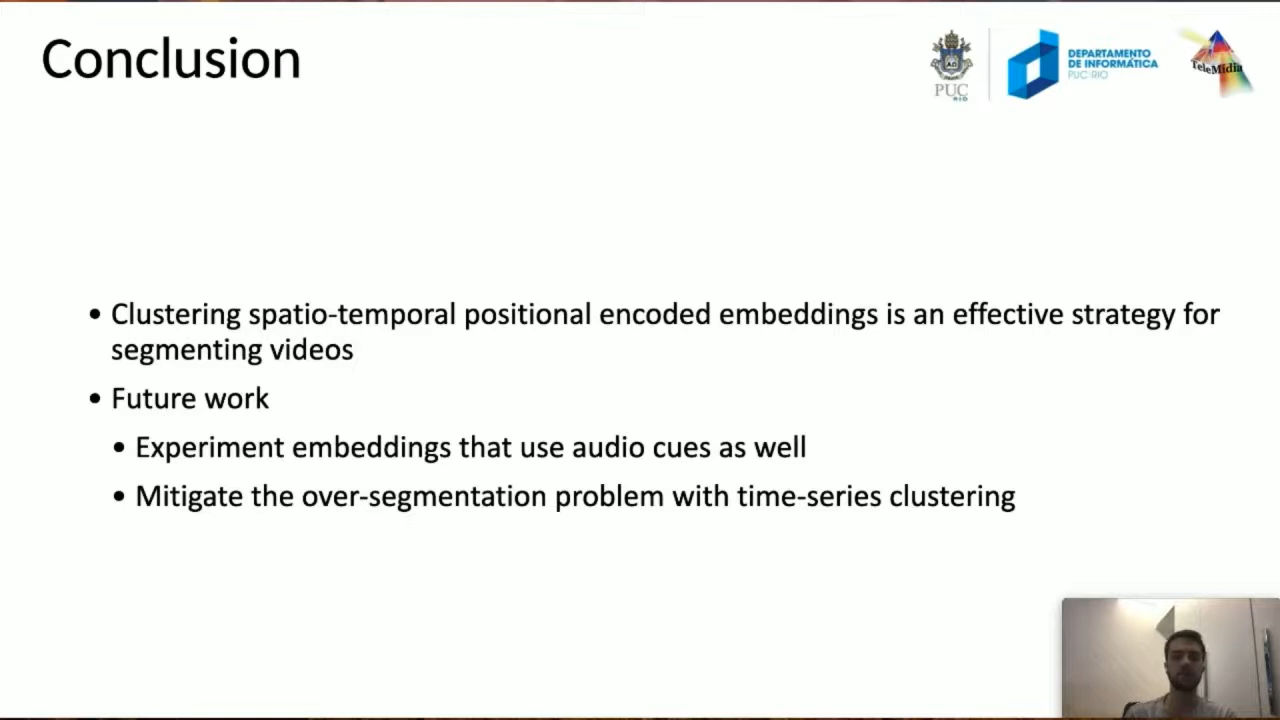 Conclusion
PUC
RIO
DEPARTAMENTO
DE INFORMÁTICA
PUC-RIO
TeleMídia
• Clustering spatio-temporal positional encoded embeddings is an effective strategy for
segmenting videos
• Future work
• Experiment embeddings that use audio cues as well
• Mitigate the over-segmentation problem with time-series clustering